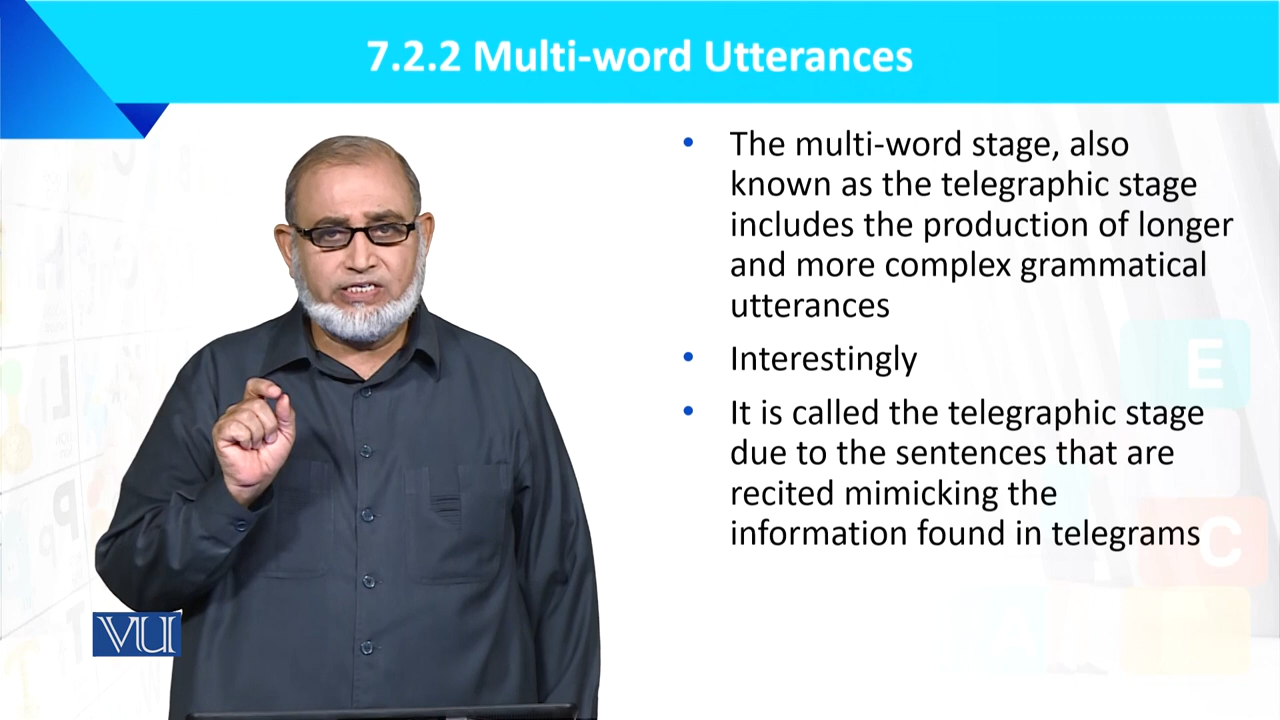 7.2.2 Multi-word Utterances
• The multi-word stage, also
known as the telegraphic stage
includes the production of longer
and more complex grammatical
utterances
• Interestingly
• It is called the telegraphic stage
due to the sentences that are
recited mimicking the
information found in telegrams
E
C
A
VU